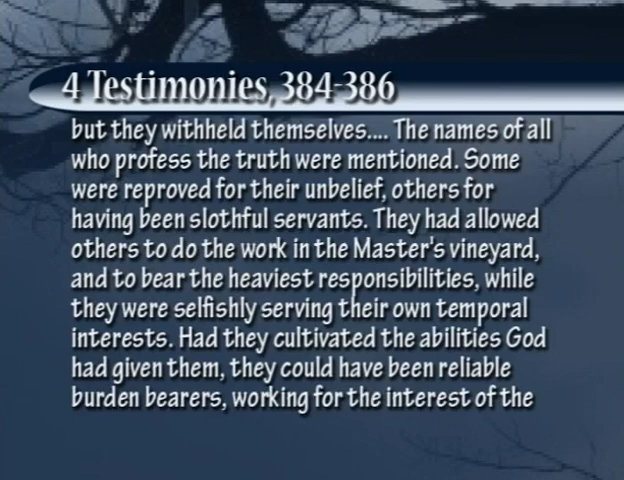 4 Testimonies, 384-386
but they withheld themselves.... The names of all
who profess the truth were mentioned. Some
were reproved for their unbelief, others for
having been slothful servants. They had allowed
others to do the work in the Master's vineyard,
and to bear the heaviest responsibilities, while
they were selfishly serving their own temporal
interests. Had they cultivated the abilities God
had given them, they could have been reliable
burden bearers, working for the interest of the